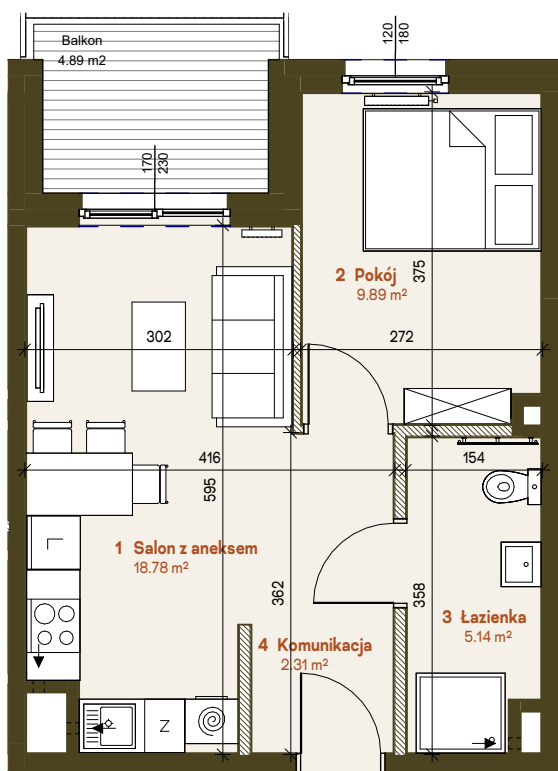 Balkon
4.89 m2
120
180
170
230
2 Pokój
9.89 m²
375
302
272
416
595
154
1 Salon z aneksem
18.78 m²
362
358
3 Łazienka
5.14 m²
4 Komunikacja
2.31 m²
L
Z